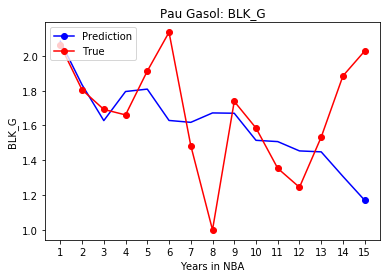 Pau Gasol: BLK_G
Prediction
True
BLK_G
2.0
1.8
1.6
1.4
1.2
1.0
1 2 3 4 5 6 7 8 9 10 11 12 13 14 15
Years in NBA